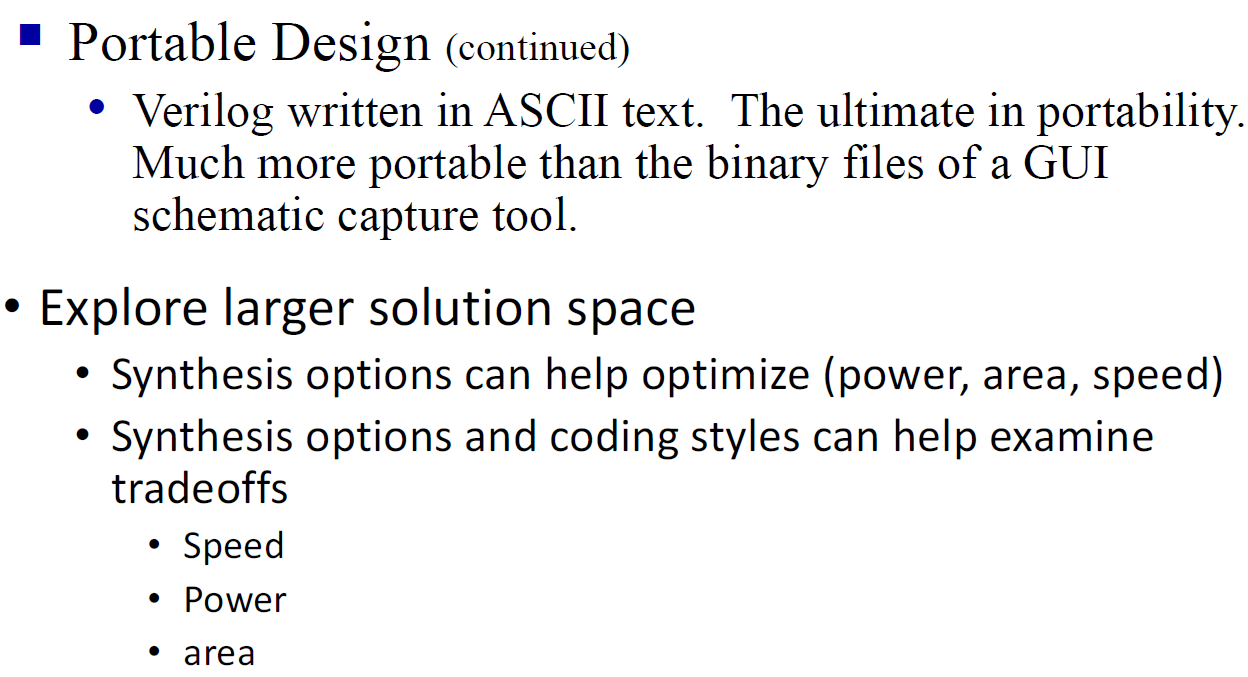 ▪ Portable Design (continued)
• Verilog written in ASCII text.  The ultimate in portability.
Much more portable than the binary files of a GUI
schematic capture tool.
• Explore larger solution space
• Synthesis options can help optimize (power, area, speed)
• Synthesis options and coding styles can help examine
tradeoffs
• Speed
• Power
• area